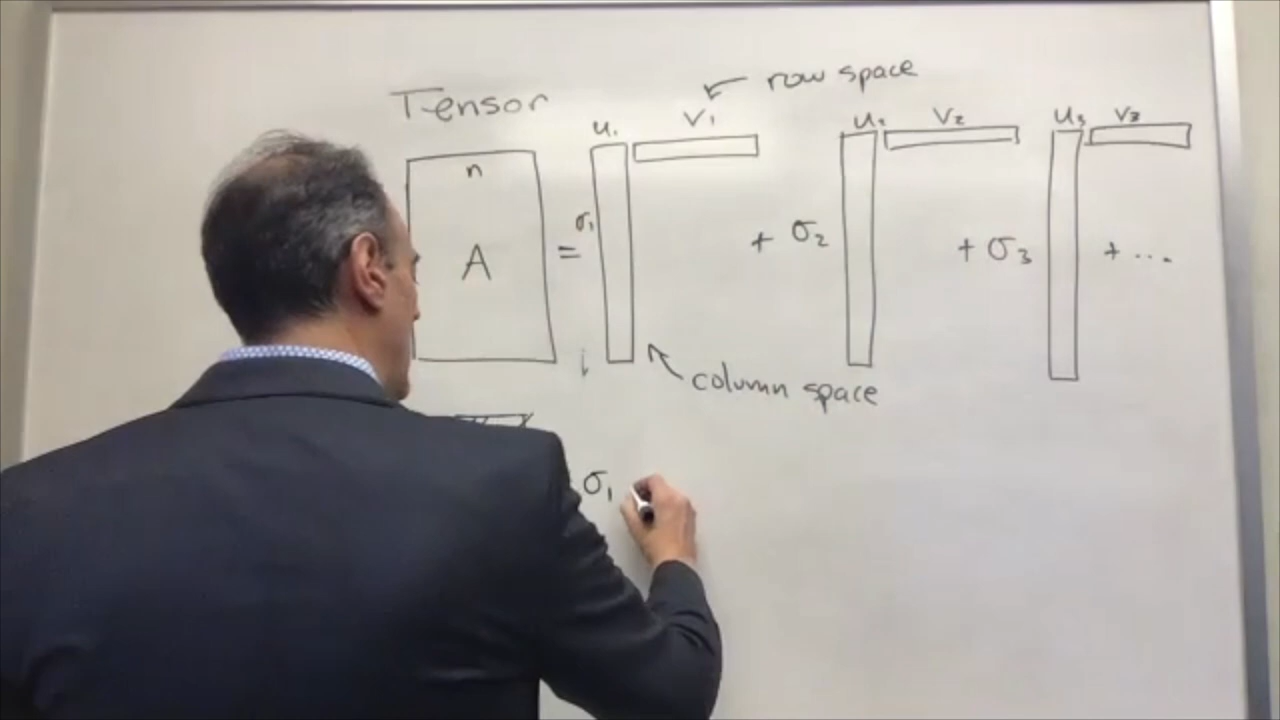 Tensor
row space
u₁ v₁ u₂ v₂ u₃ v₃
n
A = σ₁ + σ₂ + σ₃ + ...
column space
σ₁